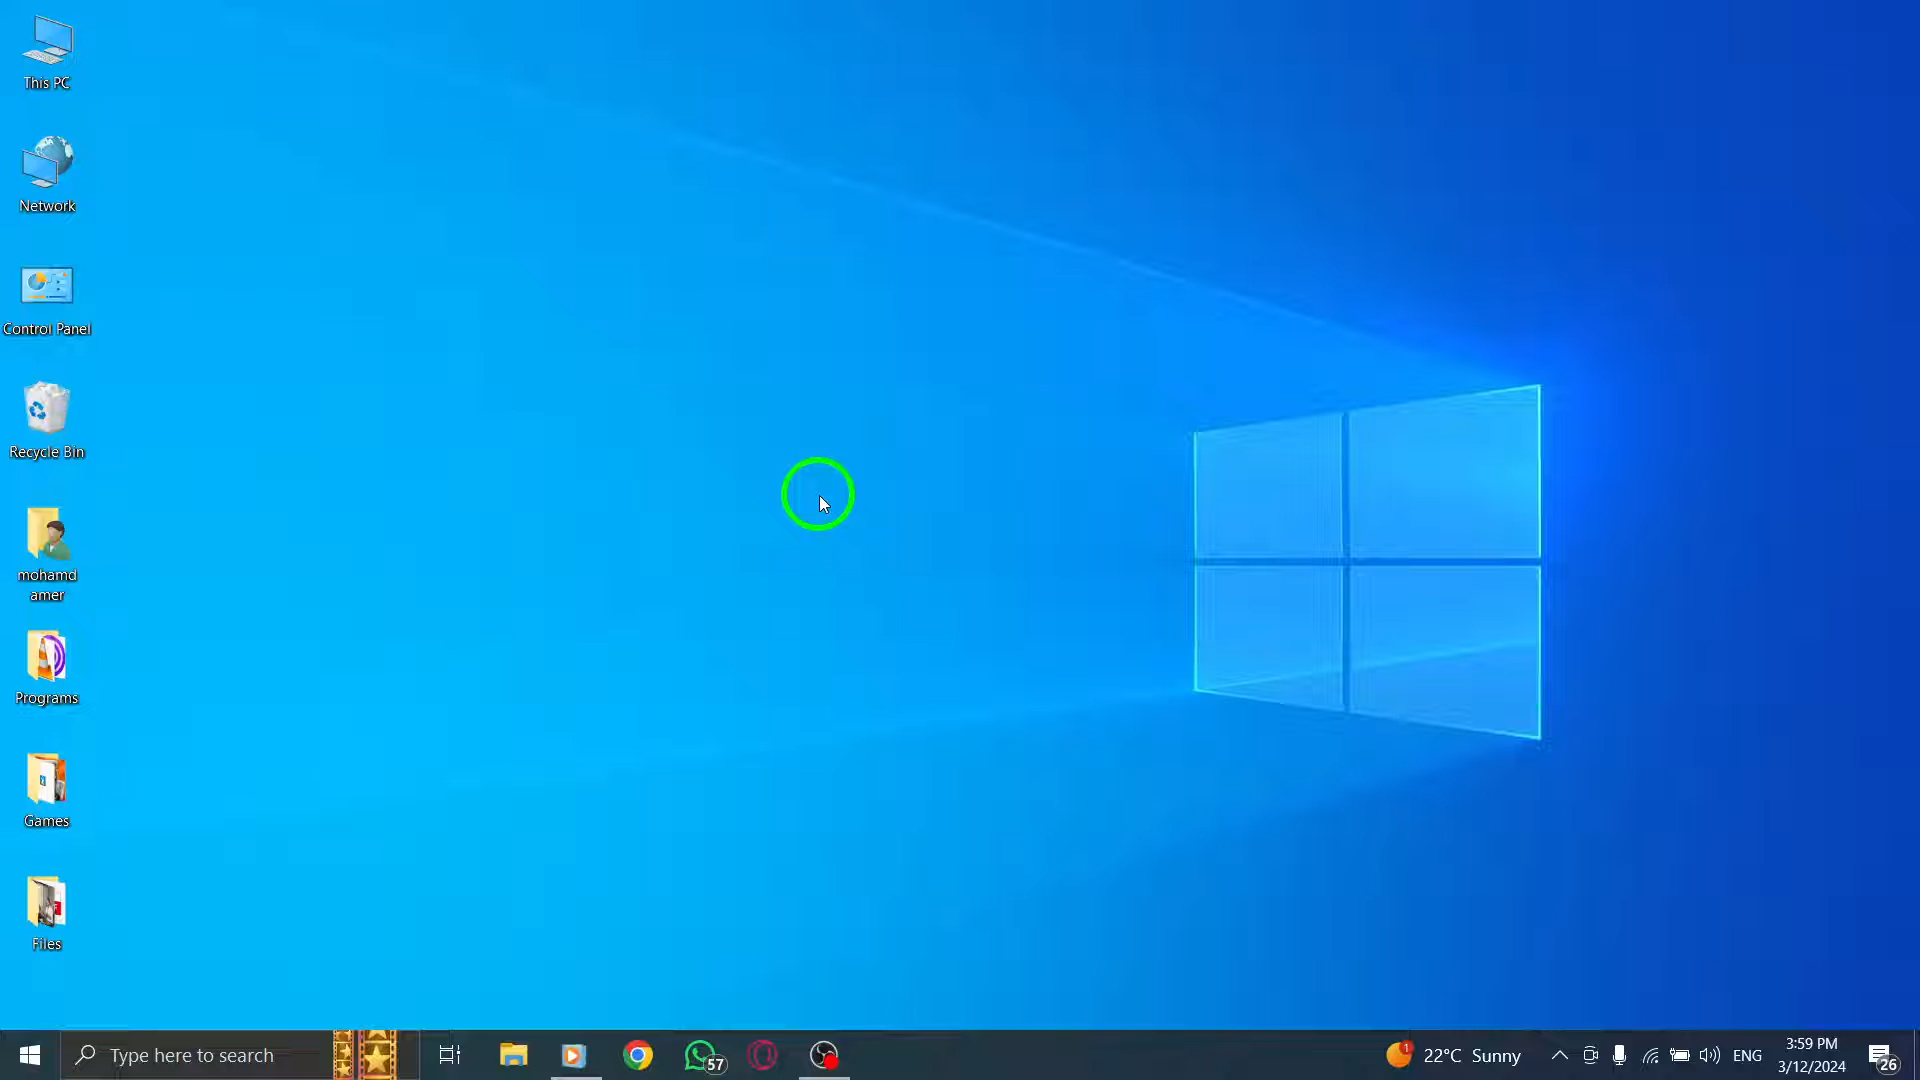 This PC
Network
Control Panel
Recycle Bin
mohamd
amer
Programs
Games
Files
Type here to search
57
1
22°C Sunny
ENG
3:59 PM
3/12/2024
26